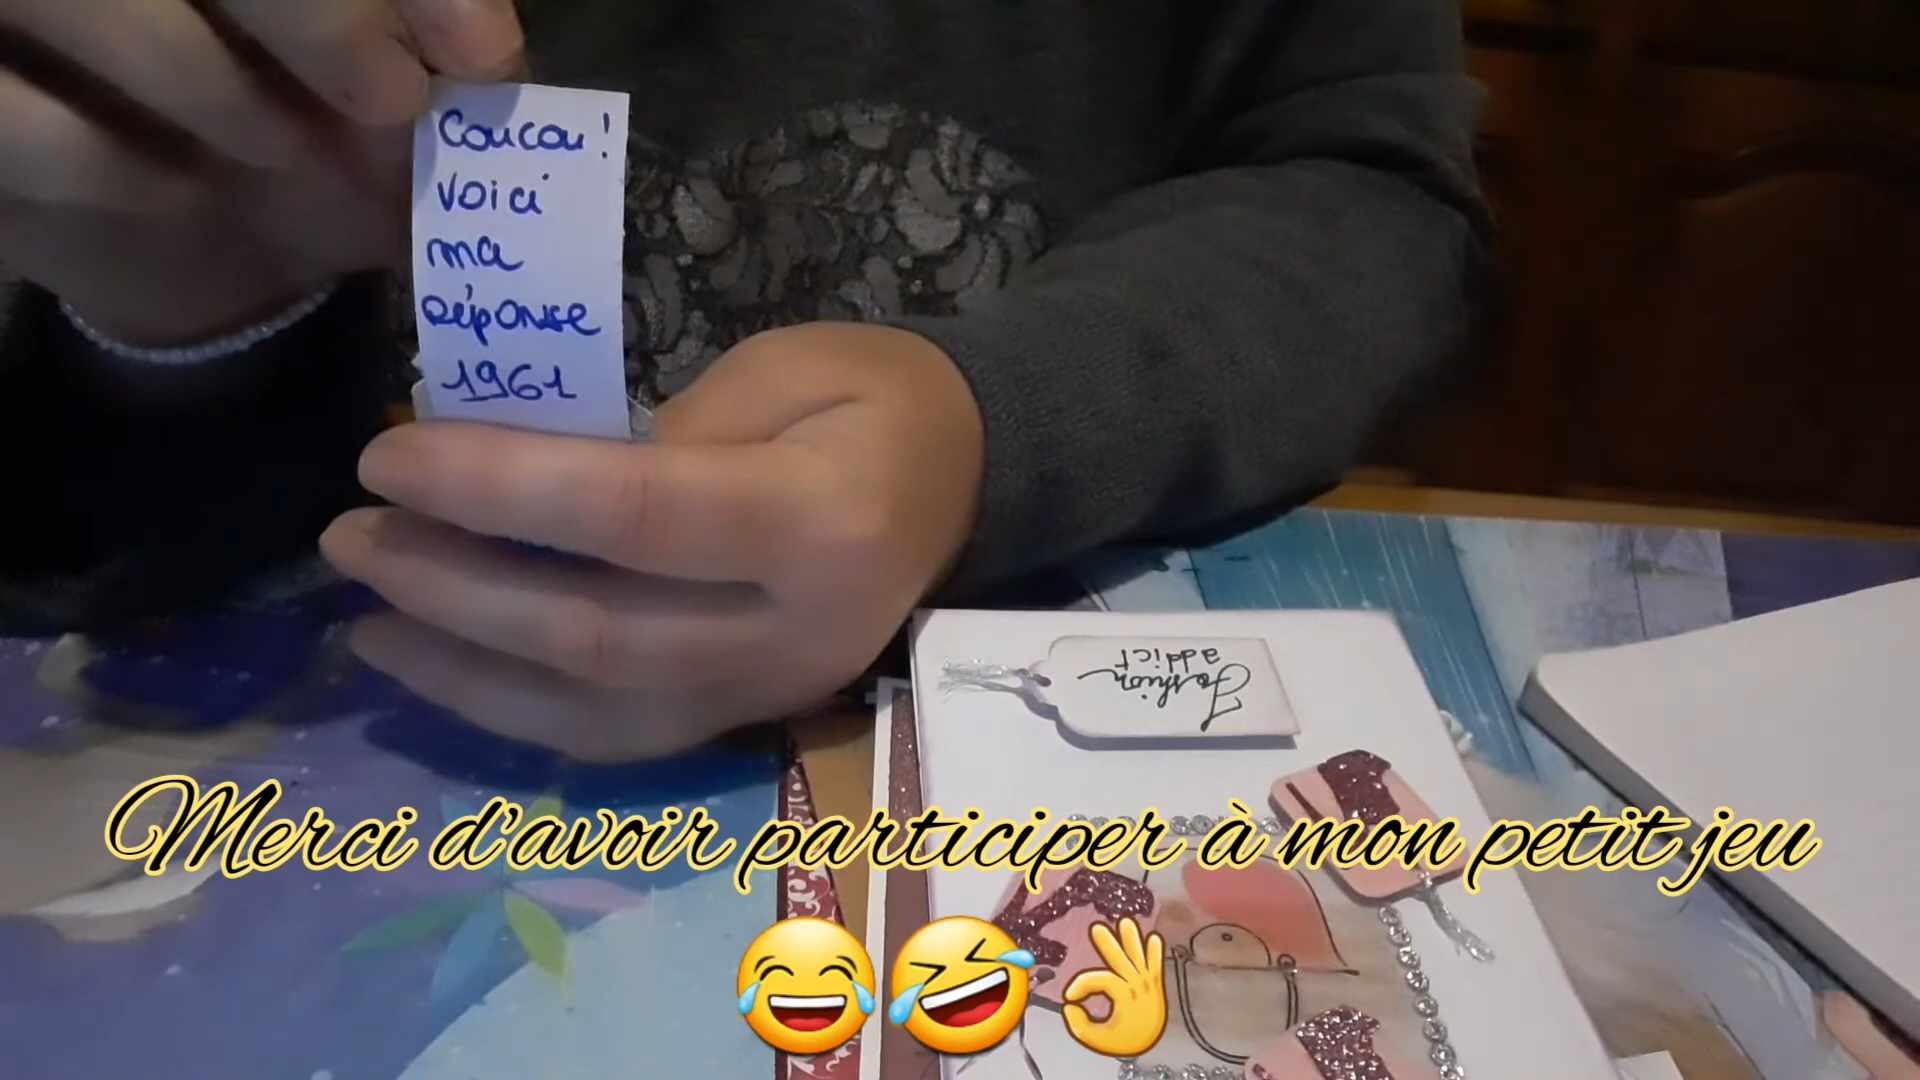 Coucou!
voici
ma
réponse
1961
Fashion
addict
Merci d'avoir participer à mon petit jeu